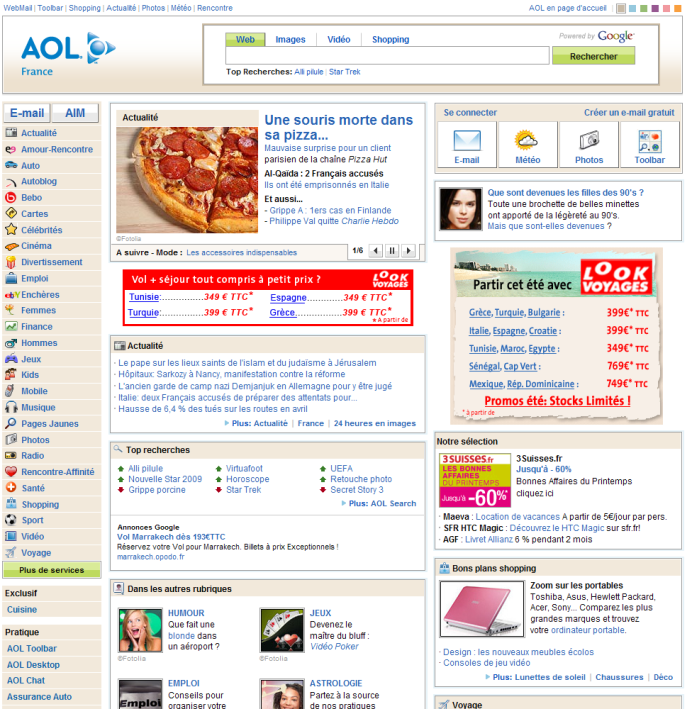 WebMail | Toolbar | Shopping | Actualité | Photos | Météo | Rencontre
AOL en page d'accueil
AOL
France
Web Images Vidéo Shopping
Powered by Google
Rechercher
Top Recherches: Alli pilule | Star Trek
E-mail AIM
Actualité
Amour-Rencontre
Auto
Autoblog
Bebo
Cartes
Célébrités
Cinéma
Divertissement
Emploi
Enchères
Femmes
Finance
Hommes
Jeux
Kids
Mobile
Musique
Pages Jaunes
Photos
Radio
Rencontre-Affinité
Santé
Shopping
Sport
Vidéo
Voyage
Plus de services
Exclusif
Cuisine
Pratique
AOL Toolbar
AOL Desktop
AOL Chat
Assurance Auto
Actualité
©Fotolia
Une souris morte dans
sa pizza...
Mauvaise surprise pour un client
parisien de la chaîne Pizza Hut
Al-Qaïda : 2 Français accusés
Ils ont été emprisonnés en Italie
Et aussi...
- Grippe A : 1ers cas en Finlande
- Philippe Val quitte Charlie Hebdo
A suivre - Mode : Les accessoires indispensables
1/6
Vol + séjour tout compris à petit prix ?
LOOK VOYAGES
Tunisie:..............349 € TTC* Espagne....349 € TTC*
Turquie:..............399 € TTC* Grèce.......399 € TTC*
* A partir de
Actualité
· Le pape sur les lieux saints de l'islam et du judaïsme à Jérusalem
· Hôpitaux: Sarkozy à Nancy, manifestation contre la réforme
· L'ancien garde de camp nazi Demjanjuk en Allemagne pour y être jugé
· Italie: deux Français accusés de préparer des attentats pour...
· Hausse de 6,4 % des tués sur les routes en avril
Plus: Actualité | France | 24 heures en images
Top recherches
Alli pilule Virtuafoot UEFA
Nouvelle Star 2009 Horoscope Retouche photo
Grippe porcine Star Trek Secret Story 3
Plus: AOL Search
Annonces Google
Vol Marrakech dès 193€TTC
Réservez votre Vol pour Marrakech. Billets à prix Exceptionnels !
marrakech.opodo.fr
Dans les autres rubriques
HUMOUR
Que fait une
blonde dans
un aéroport ?
©Fotolia
JEUX
Devenez le
maître du bluff :
Vidéo Poker
©Fotolia
EMPLOI
Conseils pour
organiser votre
Emploi
ASTROLOGIE
Partez à la source
de nos pratiques
Se connecter Créer un e-mail gratuit
E-mail Météo Photos Toolbar
Que sont devenues les filles des 90's ?
Toute une brochette de belles minettes
ont apporté de la légèreté au 90's.
Mais que sont-elles devenues ?
Partir cet été avec LOOK VOYAGES
Grèce, Turquie, Bulgarie : 399€* TTC
Italie, Espagne, Croatie : 399€* TTC
Tunisie, Maroc, Egypte : 349€* TTC
Sénégal, Cap Vert : 769€* TTC
Mexique, Rép. Dominicaine : 749€* TTC
Promos été: Stocks Limités !
* à partir de
Notre sélection
3SUISSES.fr
LES BONNES
AFFAIRES
DU PRINTEMPS
Jusqu'à -60%*
3Suisses.fr
Jusqu'à - 60%
Bonnes Affaires du Printemps
cliquez ici
· Maeva : Location de vacances A partir de 5€/jour par pers.
· SFR HTC Magic : Découvrez le HTC Magic sur sfr.fr!
· AGF : Livret Allianz 6 % pendant 2 mois
Bons plans shopping
Zoom sur les portables
Toshiba, Asus, Hewlett Packard,
Acer, Sony... Comparez les plus
grandes marques et trouvez
votre ordinateur portable.
· Design : les nouveaux meubles écolos
· Consoles de jeu vidéo
Plus: Lunettes de soleil | Chaussures | Déco
Voyage